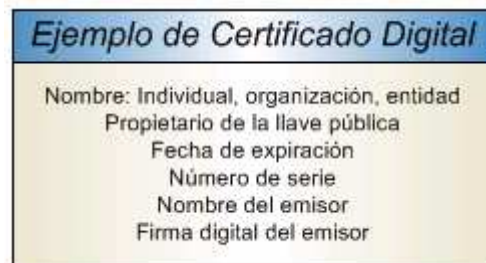 Ejemplo de Certificado Digital
Nombre: Individual, organización, entidad
Propietario de la llave pública
Fecha de expiración
Número de serie
Nombre del emisor
Firma digital del emisor